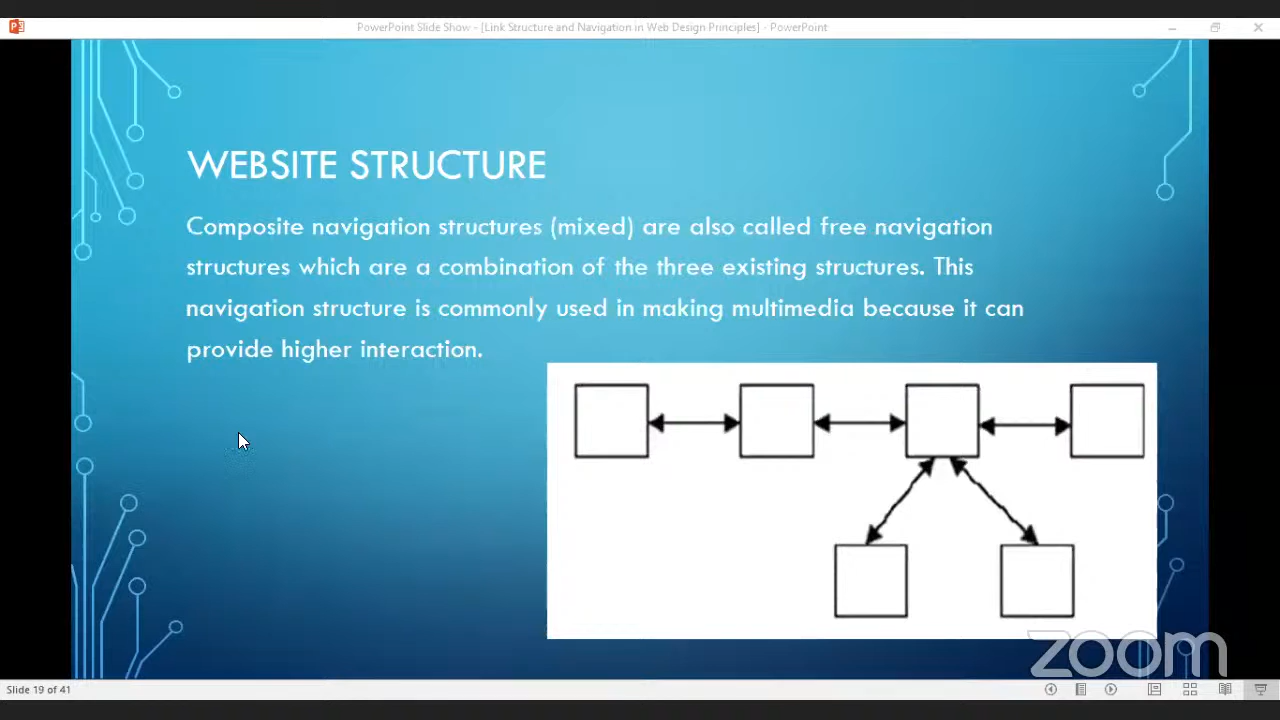 PowerPoint Slide Show - [Link Structure and Navigation in Web Design Principles] - PowerPoint
WEBSITE STRUCTURE
Composite navigation structures (mixed) are also called free navigation
structures which are a combination of the three existing structures. This
navigation structure is commonly used in making multimedia because it can
provide higher interaction.
zoom
Slide 19 of 41